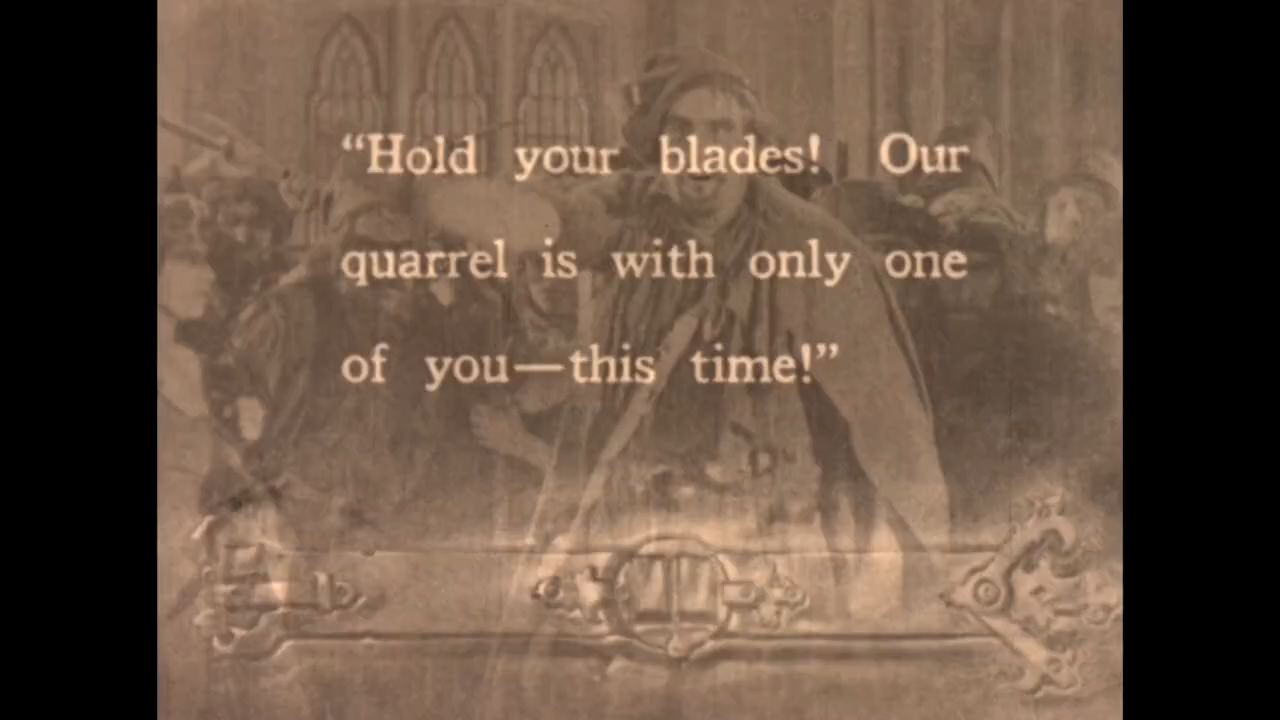 “Hold your blades! Our
quarrel is with only one
of you—this time!”